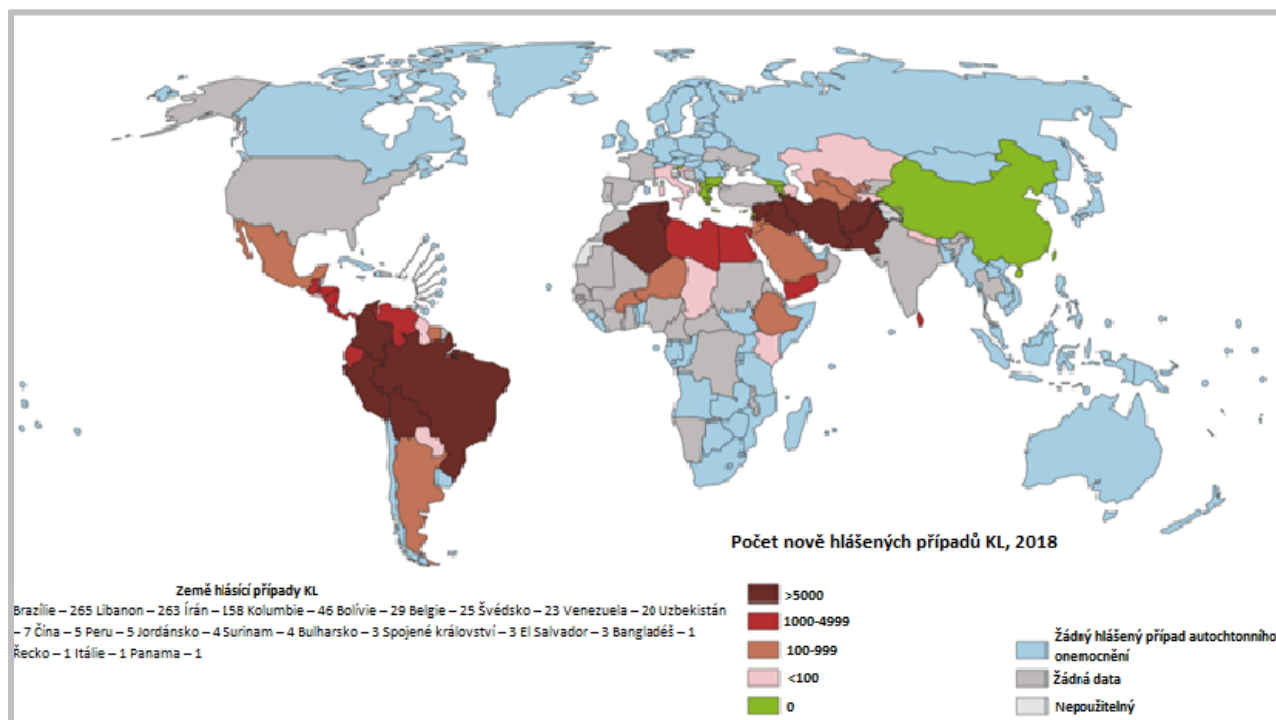 Počet nově hlášených případů KL, 2018
Země hlásící případy KL
Brazílie – 265 Libanon – 263 Írán – 158 Kolumbie – 46 Bolívie – 29 Belgie – 25 Švédsko – 23 Venezuela – 20 Uzbekistán
– 7 Čína – 5 Peru – 5 Jordánsko – 4 Surinam – 4 Bulharsko – 3 Spojené království – 3 El Salvador – 3 Bangladéš – 1
Řecko – 1 Itálie – 1 Panama – 1
>5000
1000-4999
100-999
<100
0
Žádný hlášený případ autochtonního
onemocnění
Žádná data
Nepoužitelný